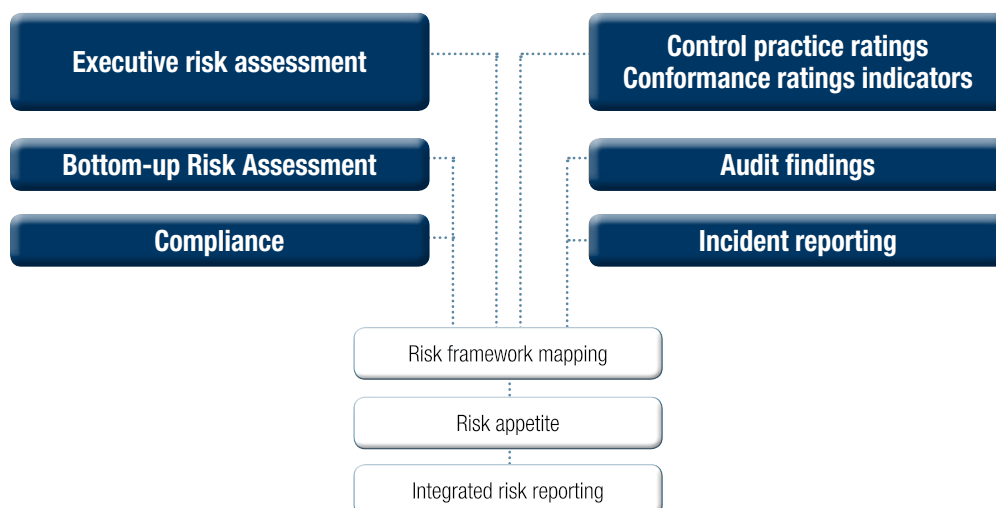 Executive risk assessment
Control practice ratings
Conformance ratings indicators
Bottom-up Risk Assessment
Audit findings
Compliance
Incident reporting
Risk framework mapping
Risk appetite
Integrated risk reporting